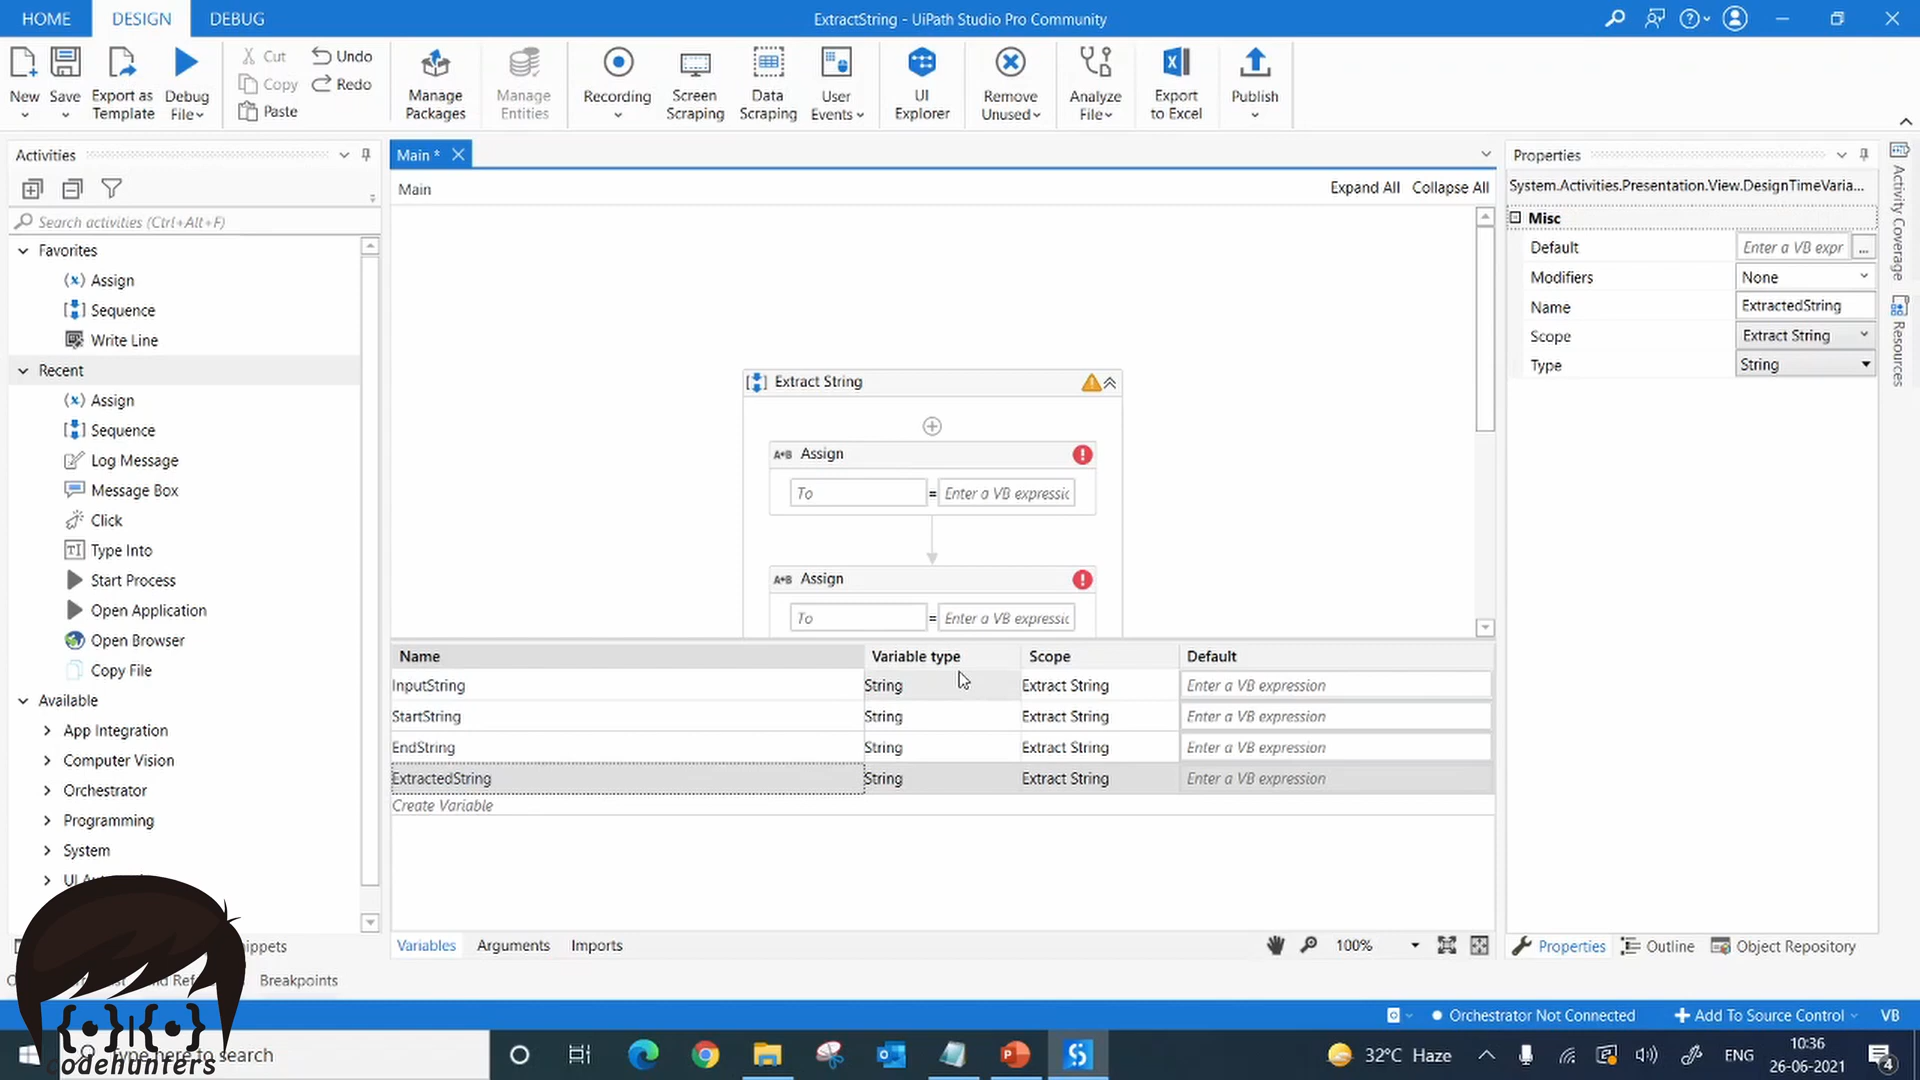 HOME
DESIGN
DEBUG
ExtractString - UiPath Studio Pro Community
New
Save
Export as
Template
Debug
File
Cut
Copy
Paste
Undo
Redo
Manage
Packages
Manage
Entities
Recording
Screen
Scraping
Data
Scraping
User
Events
UI
Explorer
Remove
Unused
Analyze
File
Export
to Excel
Publish
Activities
Search activities (Ctrl+Alt+F)
Favorites
Assign
Sequence
Write Line
Recent
Assign
Sequence
Log Message
Message Box
Click
Type Into
Start Process
Open Application
Open Browser
Copy File
Available
App Integration
Computer Vision
Orchestrator
Programming
System
Main *
Main
Expand All
Collapse All
Extract String
A+B Assign
To = Enter a VB expressic
A+B Assign
To = Enter a VB expressic
Name Variable type Scope Default
InputString String Extract String Enter a VB expression
StartString String Extract String Enter a VB expression
EndString String Extract String Enter a VB expression
ExtractedString String Extract String Enter a VB expression
Create Variable
Variables
Arguments
Imports
100%
Properties
System.Activities.Presentation.View.DesignTimeVaria...
Misc
Default Enter a VB expr ...
Modifiers None
Name ExtractedString
Scope Extract String
Type String
Activity Coverage
Resources
Properties
Outline
Object Repository
Breakpoints
Orchestrator Not Connected
Add To Source Control
VB
{•}|{•}
codehunters
Type here to search
32°C Haze
ENG
10:36
26-06-2021
4